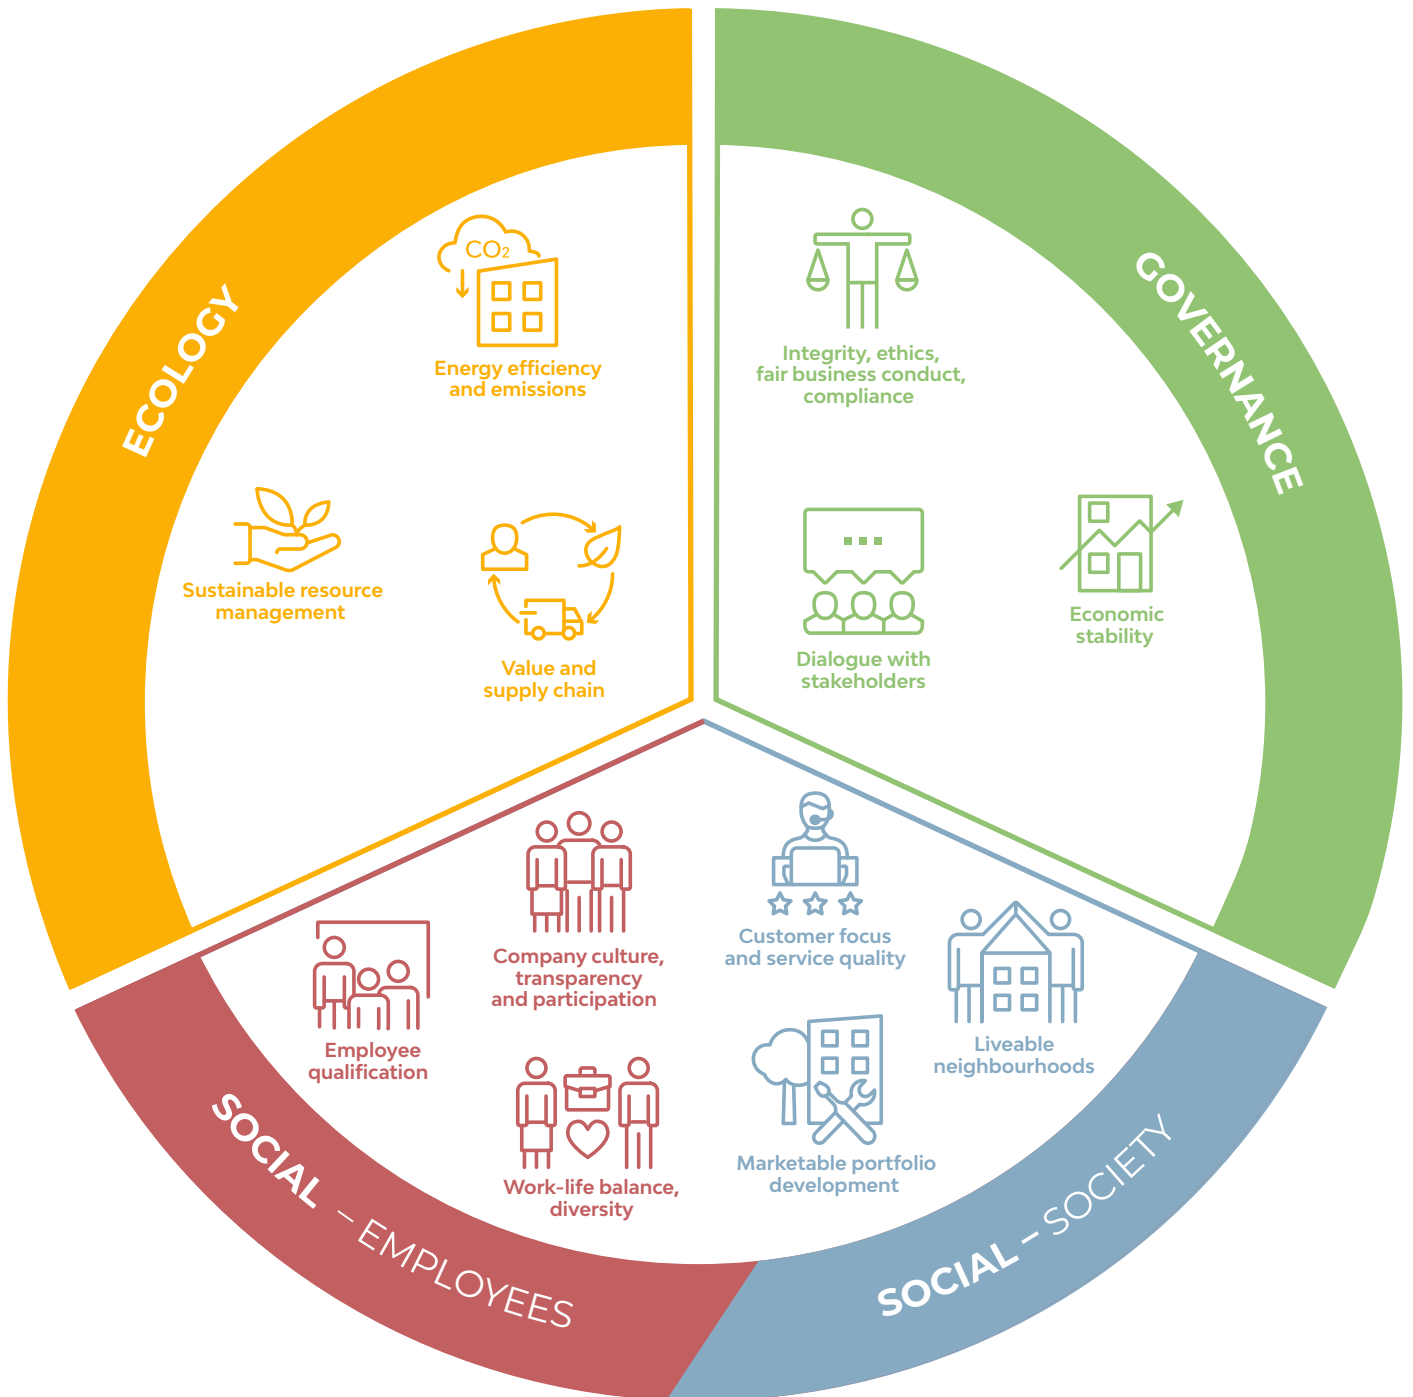 ECOLOGY
CO₂
Energy efficiency
and emissions
Sustainable resource
management
Value and
supply chain
GOVERNANCE
Integrity, ethics,
fair business conduct,
compliance
Dialogue with
stakeholders
Economic
stability
SOCIAL – EMPLOYEES
Company culture,
transparency
and participation
Employee
qualification
Work-life balance,
diversity
SOCIAL – SOCIETY
Customer focus
and service quality
Liveable
neighbourhoods
Marketable portfolio
development